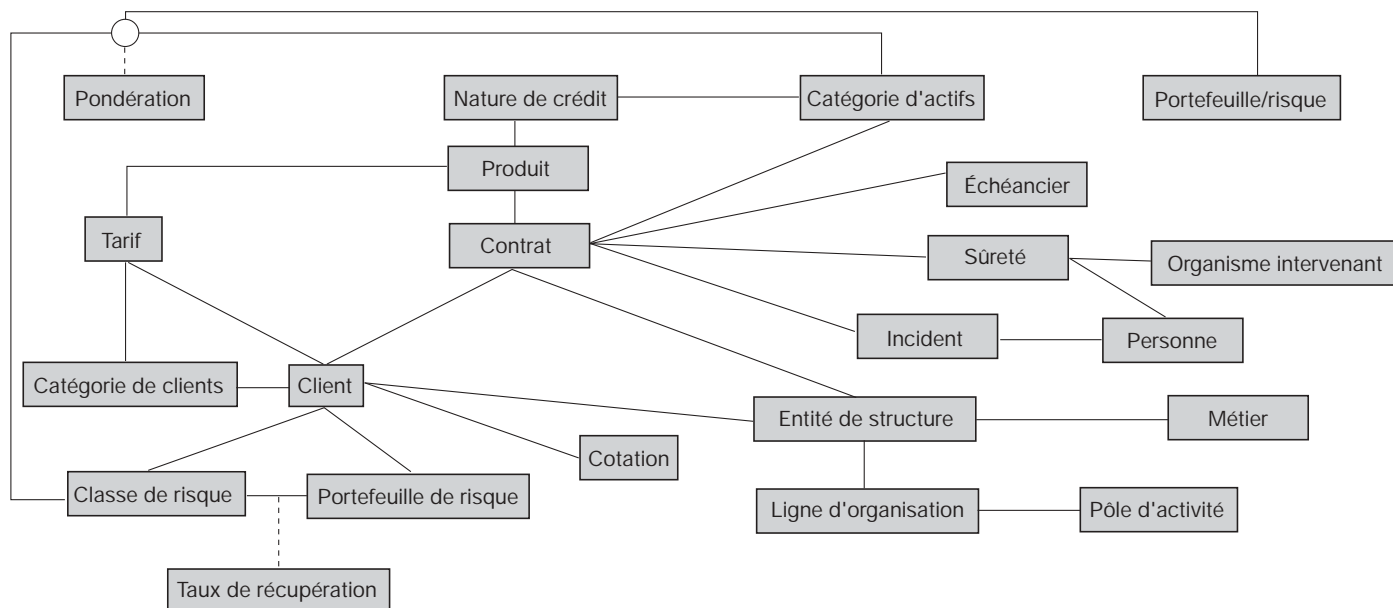 Pondération
Nature de crédit
Catégorie d'actifs
Portefeuille/risque
Produit
Échéancier
Tarif
Contrat
Sûreté
Organisme intervenant
Incident
Personne
Catégorie de clients
Client
Entité de structure
Métier
Cotation
Classe de risque
Portefeuille de risque
Ligne d'organisation
Pôle d'activité
Taux de récupération